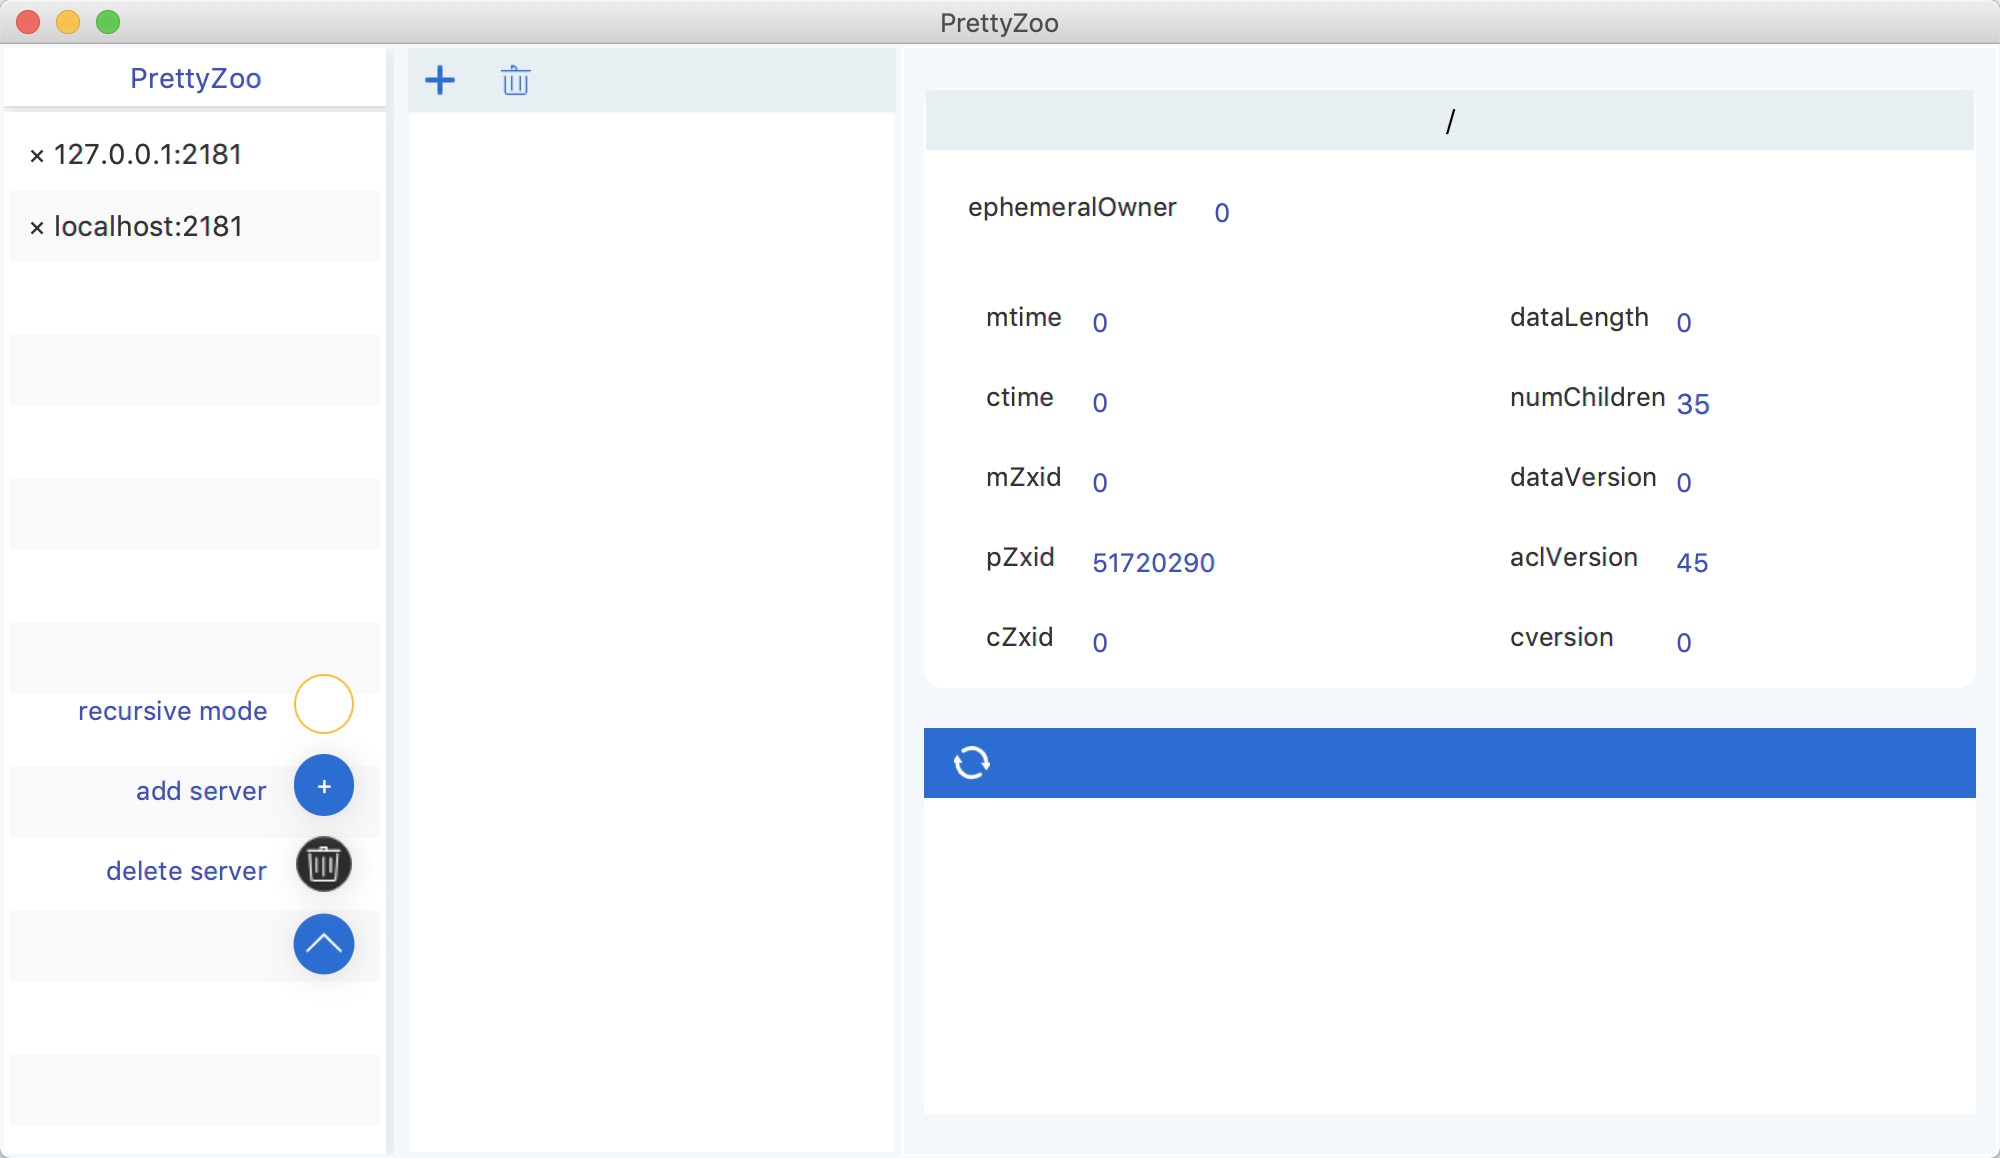 PrettyZoo
PrettyZoo
× 127.0.0.1:2181
× localhost:2181
recursive mode
add server
+
delete server
/
ephemeralOwner 0
mtime 0 dataLength 0
ctime 0 numChildren 35
mZxid 0 dataVersion 0
pZxid 51720290 aclVersion 45
cZxid 0 cversion 0